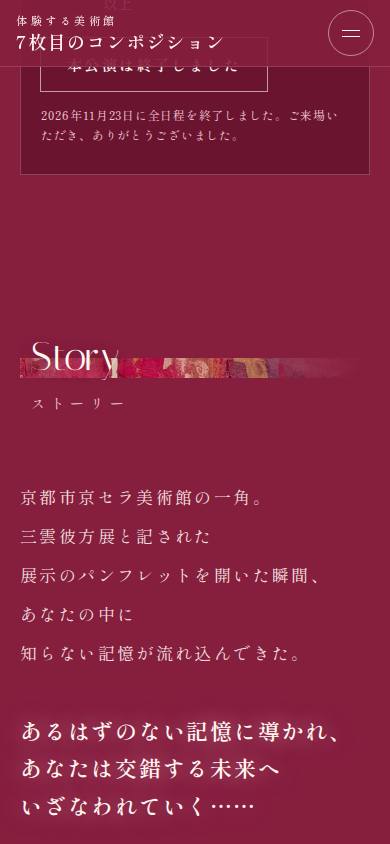 以上
体験する美術館
7枚目のコンポジション
本公演は終了しました
2026年11月23日に全日程を終了しました。ご来場い
ただき、ありがとうございました。
Story
ストーリー
京都市京セラ美術館の一角。
三雲彼方展と記された
展示のパンフレットを開いた瞬間、
あなたの中に
知らない記憶が流れ込んできた。
あるはずのない記憶に導かれ、
あなたは交錯する未来へ
いざなわれていく……